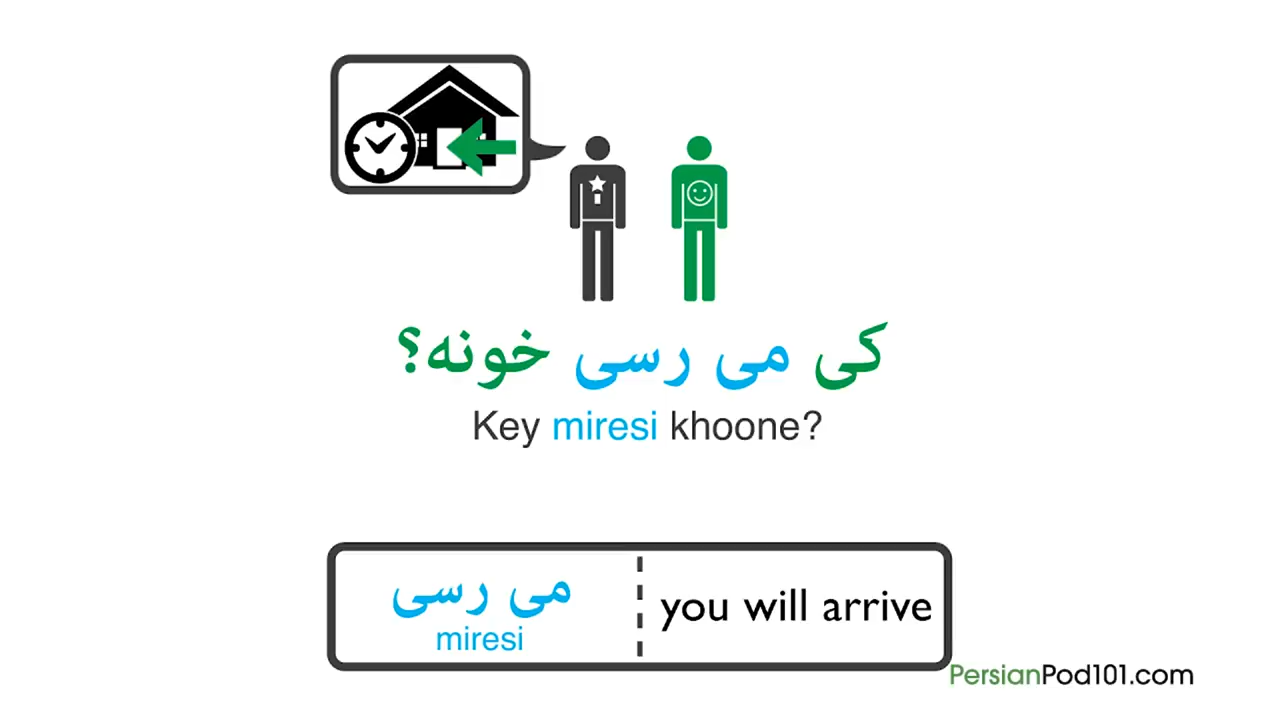 کی می رسی خونه؟
Key miresi khoone?
می رسی
miresi
you will arrive
PersianPod101.com